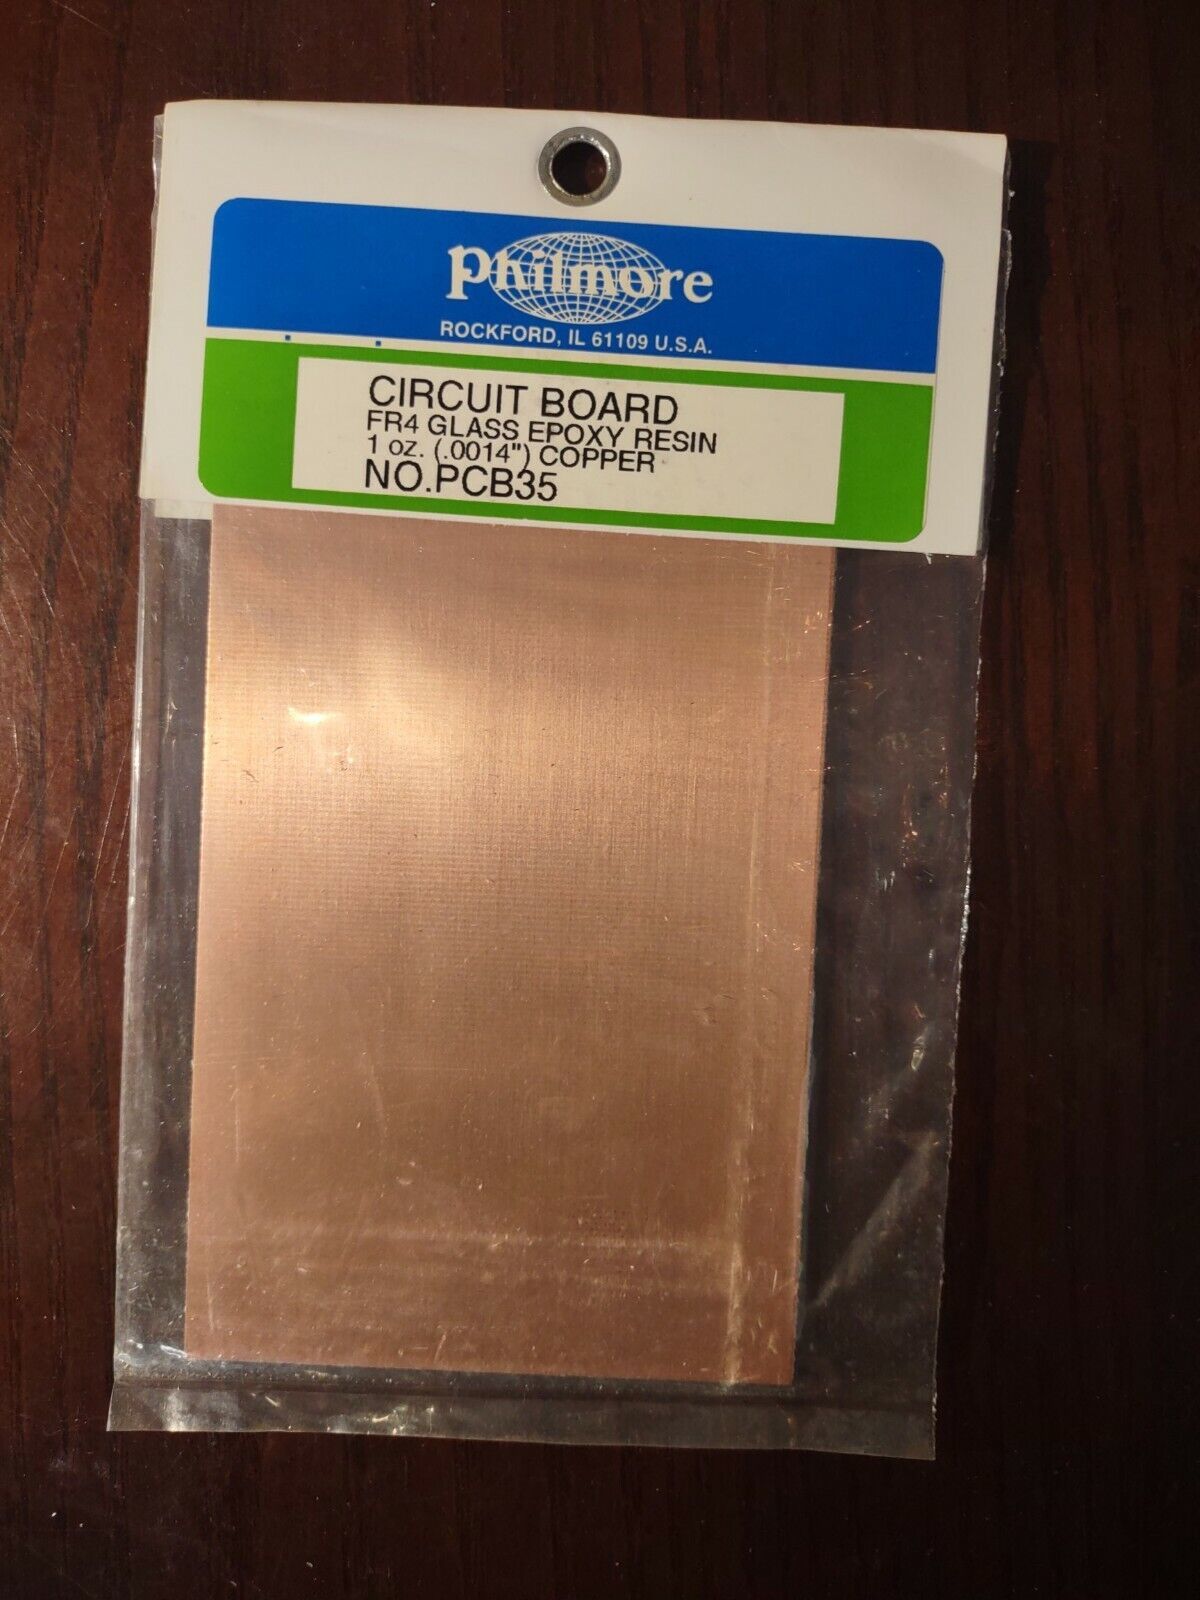 Philmore
ROCKFORD, IL 61109 U.S.A.
CIRCUIT BOARD
FR4 GLASS EPOXY RESIN
1 oz. (.0014") COPPER
NO.PCB35